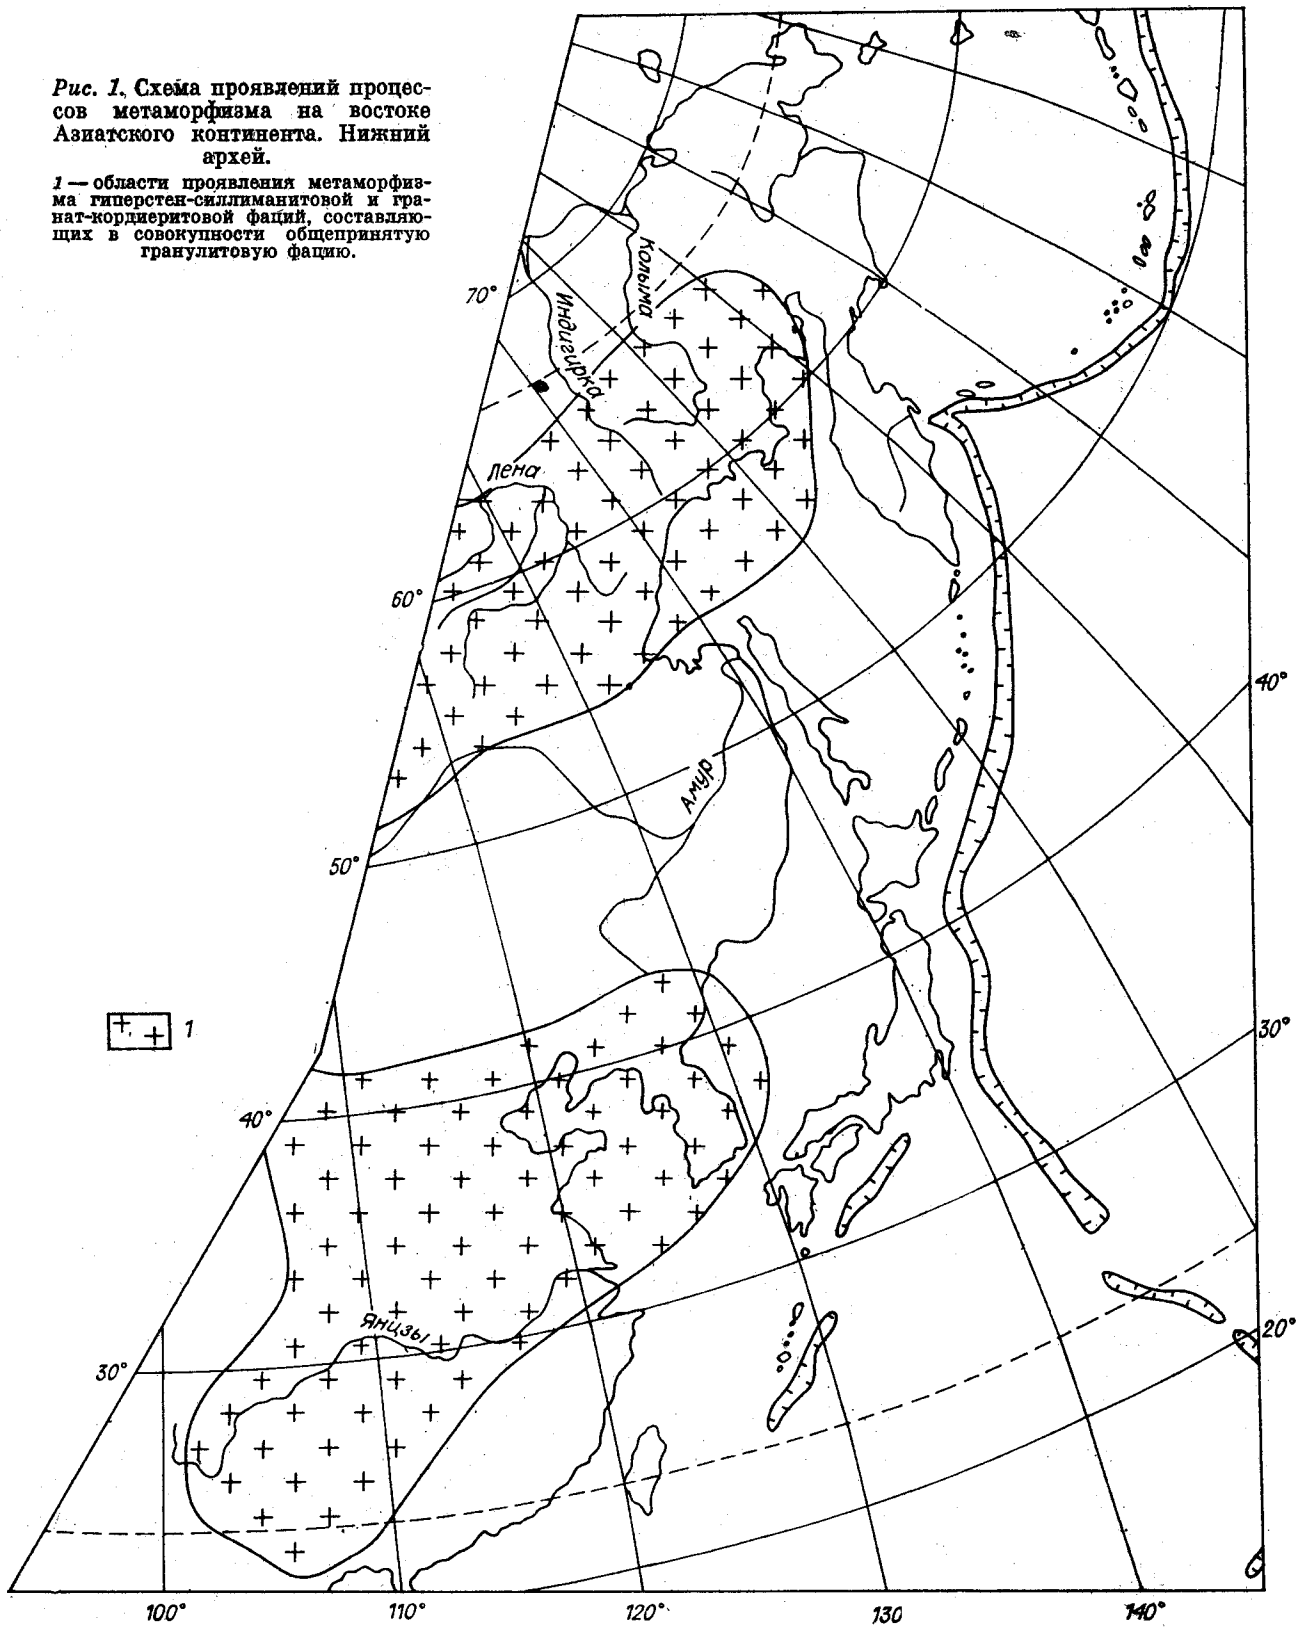 Рис. 1. Схема проявлений процес-
сов метаморфизма на востоке
Азиатского континента. Нижний
архей.
1 — области проявления метаморфиз-
ма гиперстен-силлиманитовой и гра-
нат-кордиеритовой фаций, составляю-
щих в совокупности общепринятую
гранулитовую фацию.
Колыма
70°
Индигирка
Лена
60°
40°
Амур
50°
1
30°
40°
Янцзы
20°
30°
100°
110°
120°
130
140°